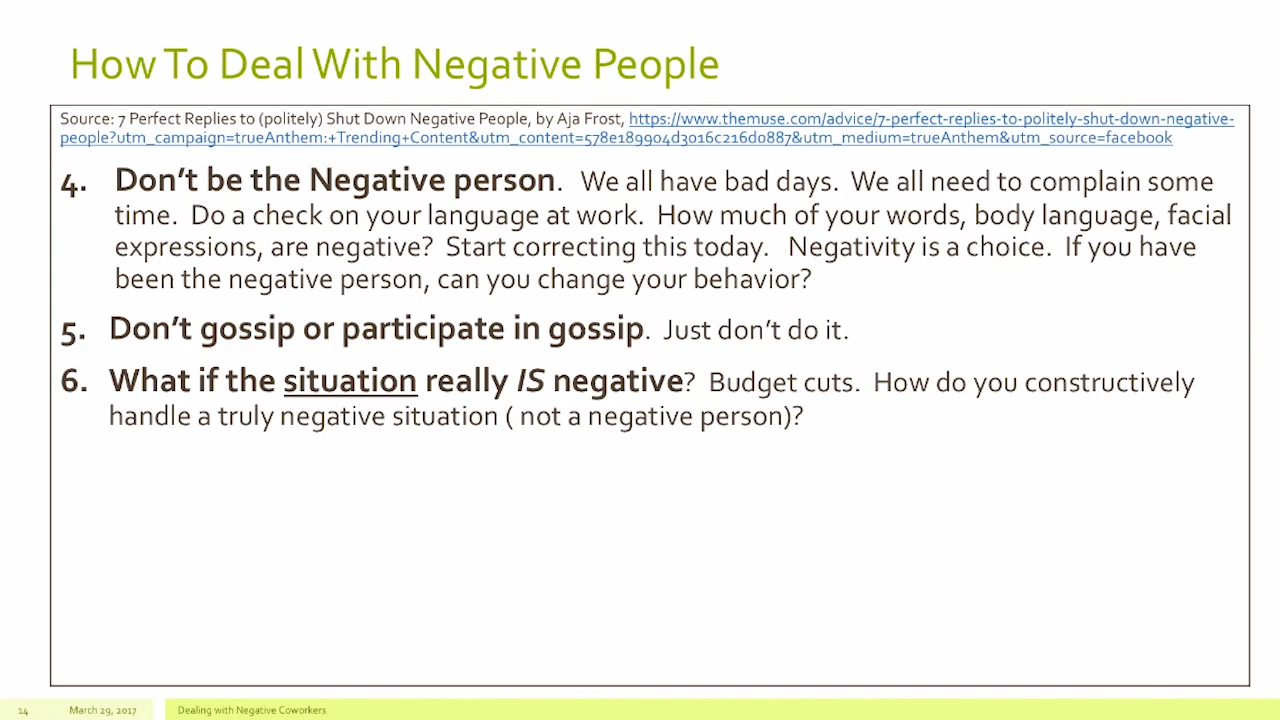 How To Deal With Negative People
Source: 7 Perfect Replies to (politely) Shut Down Negative People, by Aja Frost, https://www.themuse.com/advice/7-perfect-replies-to-politely-shut-down-negative-
people?utm_campaign=trueAnthem:+Trending+Content&utm_content=578e189904d3016c216d0887&utm_medium=trueAnthem&utm_source=facebook
4. Don't be the Negative person. We all have bad days. We all need to complain some
time. Do a check on your language at work. How much of your words, body language, facial
expressions, are negative? Start correcting this today. Negativity is a choice. If you have
been the negative person, can you change your behavior?
5. Don't gossip or participate in gossip. Just don't do it.
6. What if the situation really IS negative? Budget cuts. How do you constructively
handle a truly negative situation ( not a negative person)?
14 March 29, 2017 Dealing with Negative Coworkers